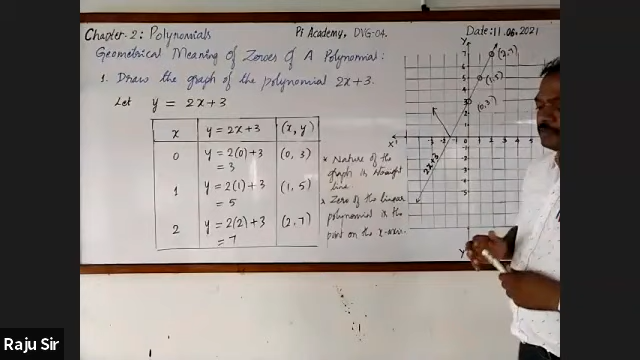 Chapter-2: Polynomials
Pi Academy, DVG-04.
Date: 11.06.2021
Geometrical Meaning of Zeroes Of A Polynomial:
1. Draw the graph of the polynomial 2x+3.
Let y = 2x+3
x y = 2x+3 (x, y)
0 y = 2(0)+3 = 3 (0, 3)
1 y = 2(1)+3 = 5 (1, 5)
2 y = 2(2)+3 = 7 (2, 7)
* Nature of the
graph is straight
line.
* Zero of the linear
polynomial is the
point on the x-axis.
Y
(2,7)
(1,5)
(0,3)
X'
2x+3
Raju Sir